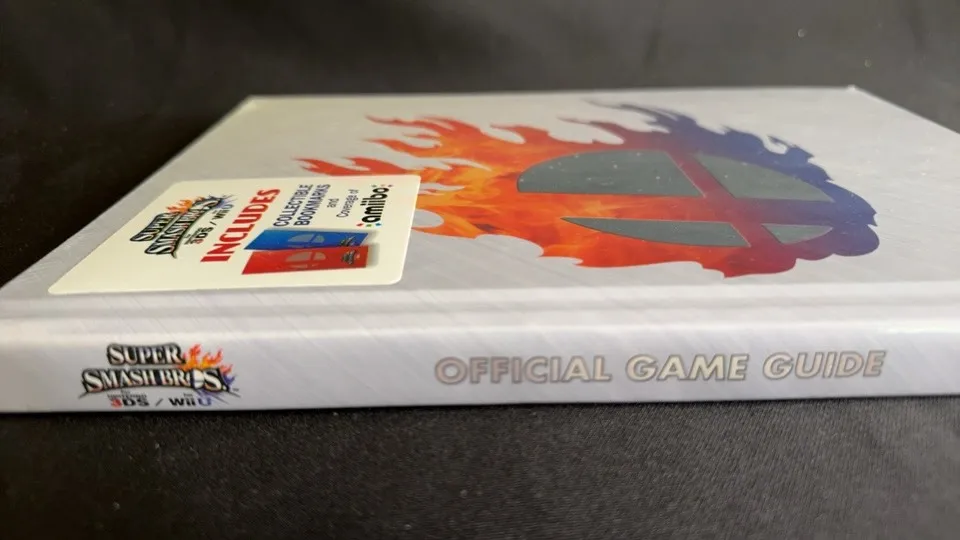 SUPER
SMASH BROS.
3DS / Wii U
INCLUDES
COLLECTIBLE
BOOKMARKS
and
Coverage of
amiibo
SUPER
SMASH BROS.
3DS / Wii U
OFFICIAL GAME GUIDE